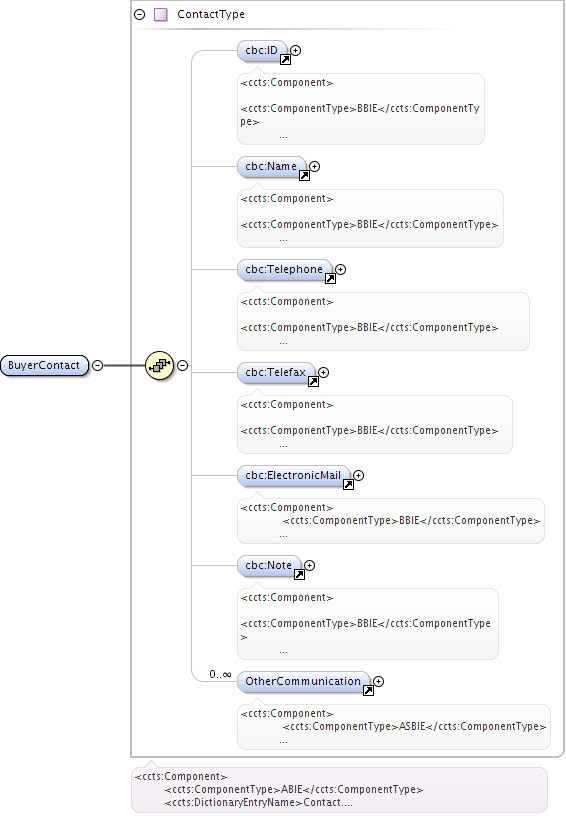 ContactType
cbc:ID
<ccts:Component>
<ccts:ComponentType>BBIE</ccts:ComponentTy
pe>
...
cbc:Name
<ccts:Component>
<ccts:ComponentType>BBIE</ccts:ComponentType>
...
cbc:Telephone
<ccts:Component>
<ccts:ComponentType>BBIE</ccts:ComponentType>
...
BuyerContact
cbc:Telefax
<ccts:Component>
<ccts:ComponentType>BBIE</ccts:ComponentType>
...
cbc:ElectronicMail
<ccts:Component>
<ccts:ComponentType>BBIE</ccts:ComponentType>
...
cbc:Note
<ccts:Component>
<ccts:ComponentType>BBIE</ccts:ComponentType
>
...
0..∞
OtherCommunication
<ccts:Component>
<ccts:ComponentType>ASBIE</ccts:ComponentType>
...
<ccts:Component>
<ccts:ComponentType>ABIE</ccts:ComponentType>
<ccts:DictionaryEntryName>Contact....